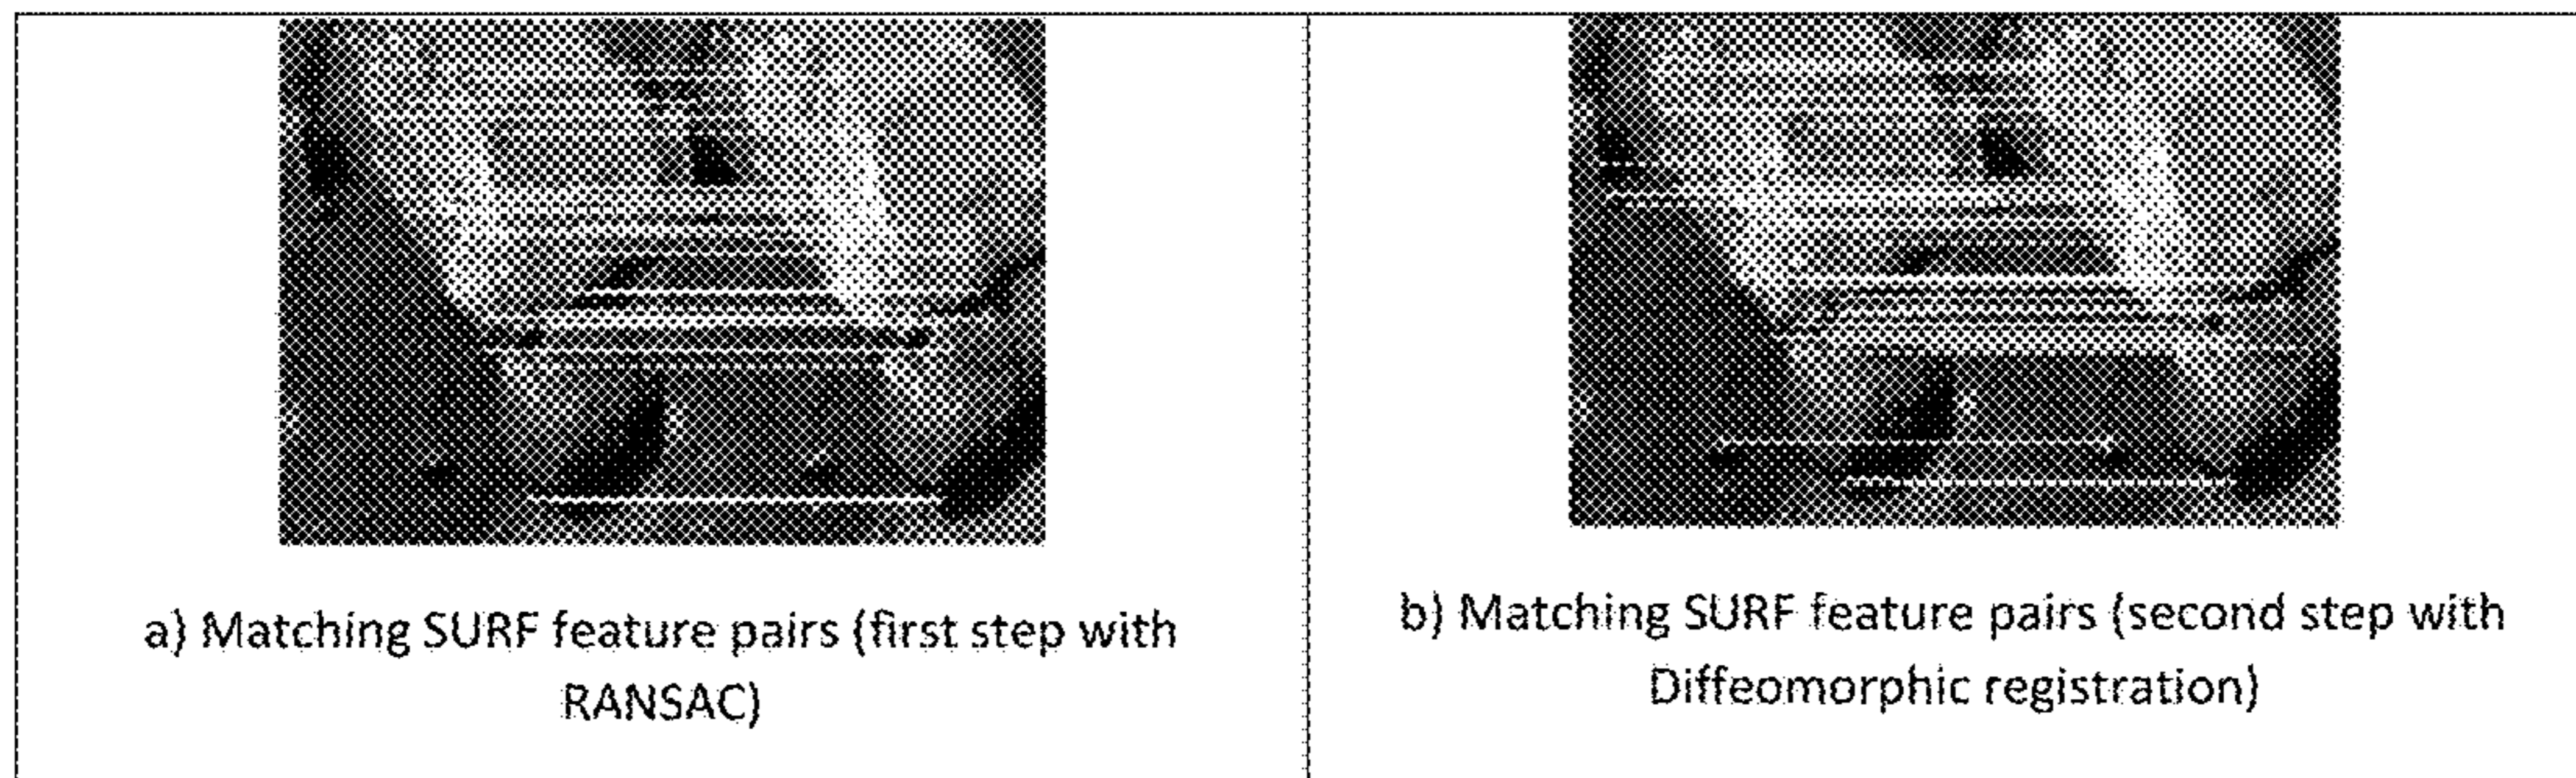 a) Matching SURF feature pairs (first step with
RANSAC)
b) Matching SURF feature pairs (second step with
Diffeomorphic registration)